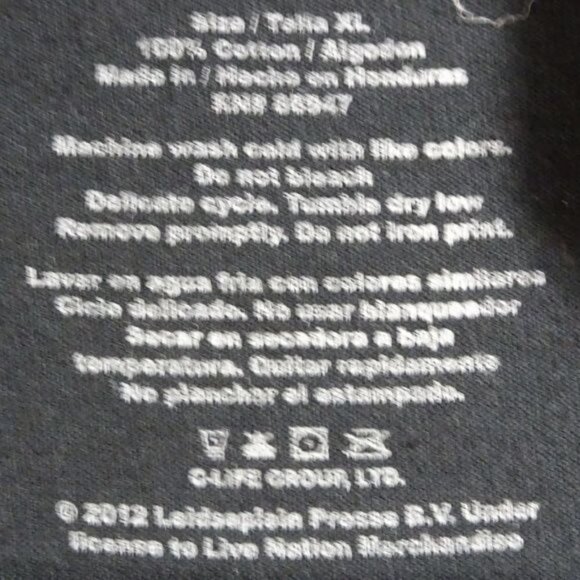 Size / Talla XL
100% Cotton / Algodon
Made in / Hecho en Honduras
RN# 86947
Machine wash cold with like colors.
Do not bleach
Delicate cycle. Tumble dry low
Remove promptly. Do not iron print.
Lavar en agua fria con colores similares
Ciclo delicado. No usar blanqueador
Secar en secadora a baja
temperatura. Quitar rapidamente
No planchar el estampado.
C-LIFE GROUP, LTD.
© 2012 Leidseplein Presse B.V. Under
license to Live Nation Merchandise